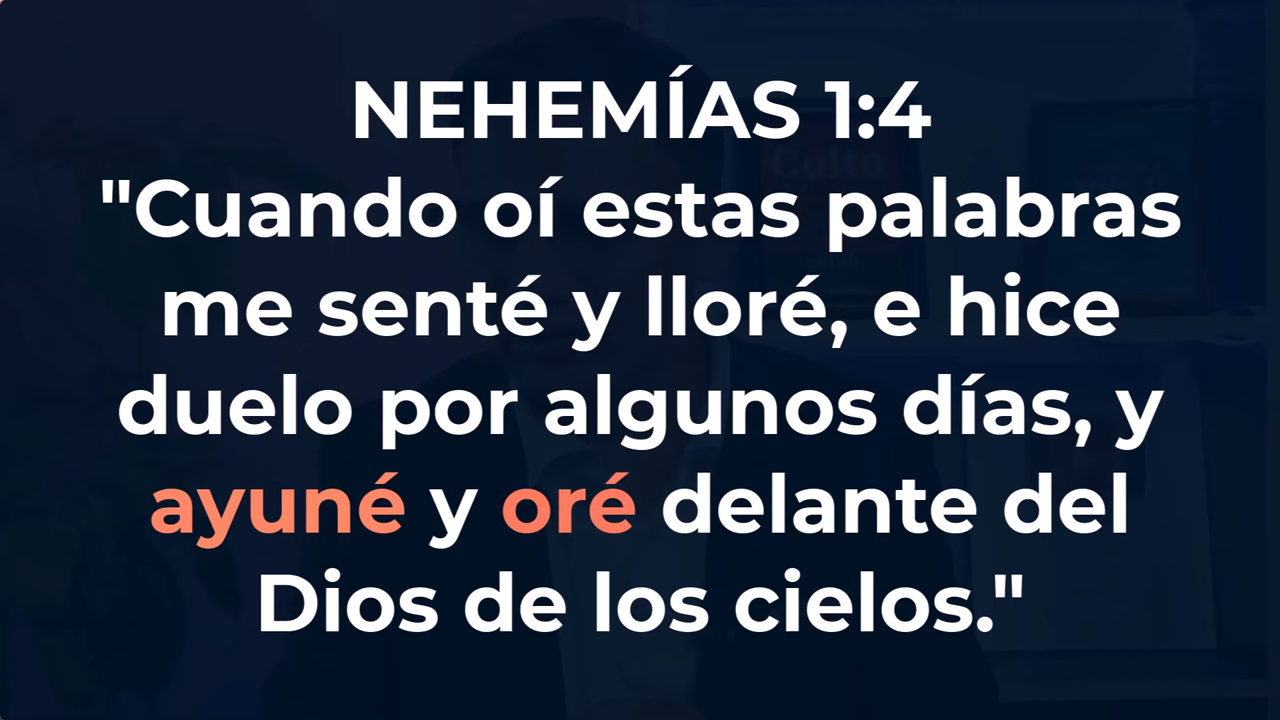 NEHEMÍAS 1:4
"Cuando oí estas palabras
me senté y lloré, e hice
duelo por algunos días, y
ayuné y oré delante del
Dios de los cielos."